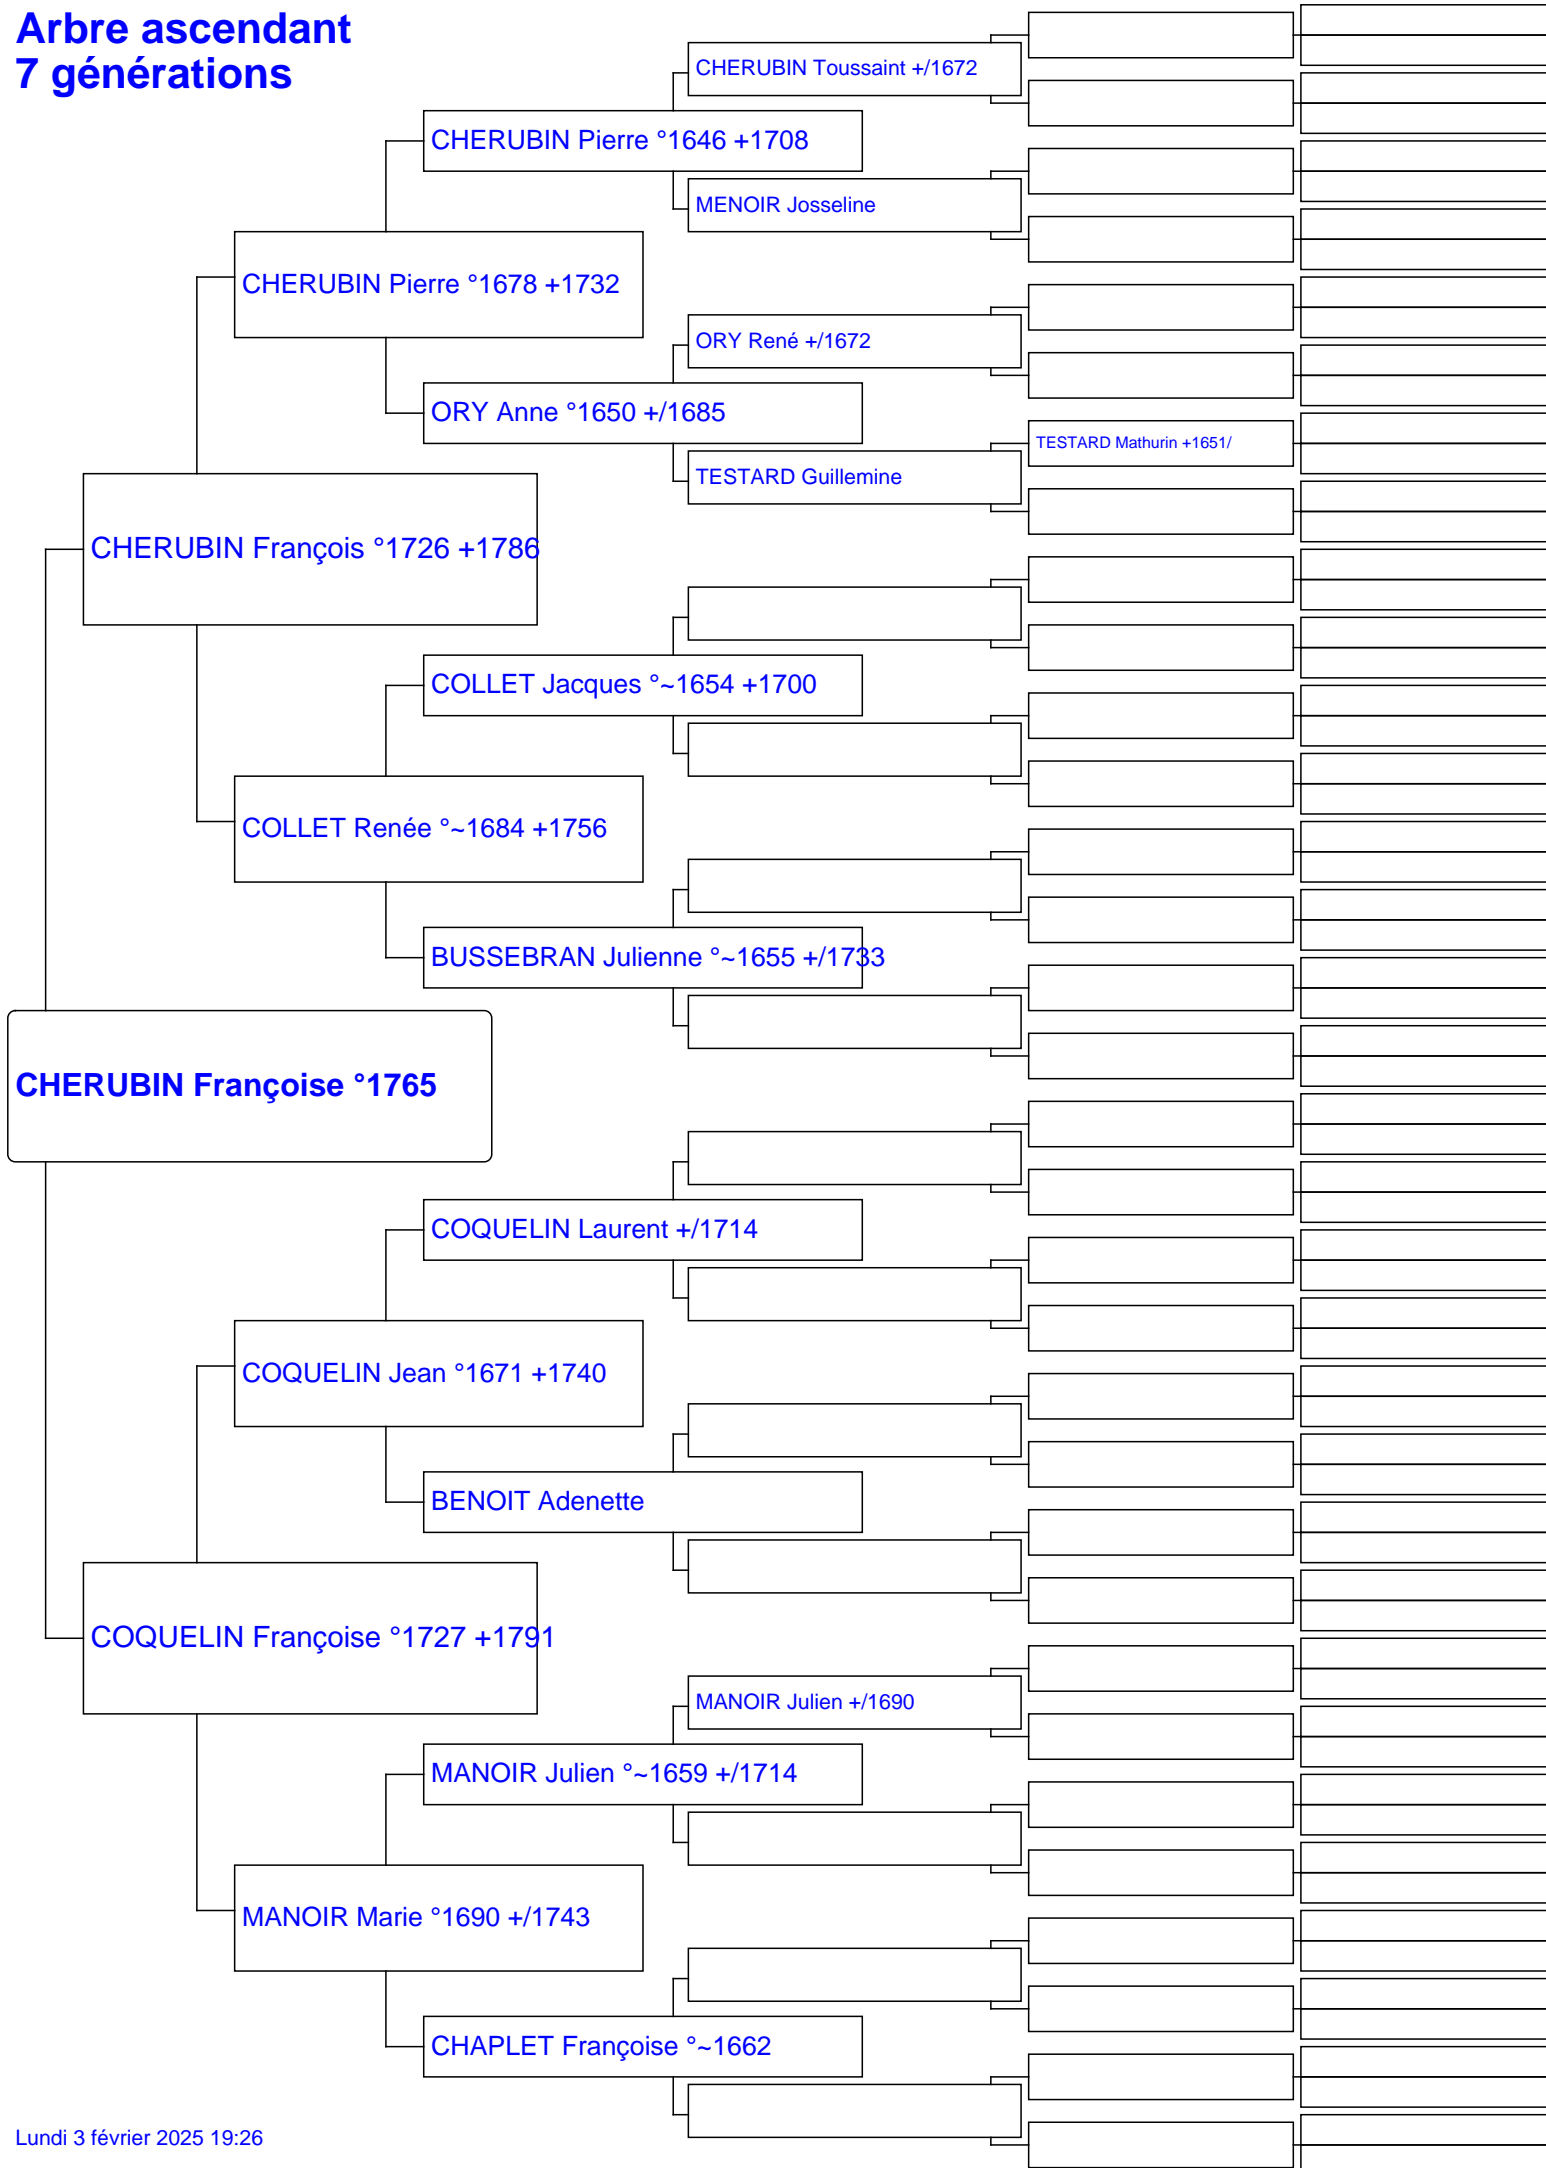 Arbre ascendant
7 générations
CHERUBIN Toussaint +/1672
CHERUBIN Pierre °1646 +1708
MENOIR Josseline
CHERUBIN Pierre °1678 +1732
ORY René +/1672
ORY Anne °1650 +/1685
TESTARD Mathurin +1651/
TESTARD Guillemine
CHERUBIN François °1726 +1786
COLLET Jacques °~1654 +1700
COLLET Renée °~1684 +1756
BUSSEBRAN Julienne °~1655 +/1733
CHERUBIN Françoise °1765
COQUELIN Laurent +/1714
COQUELIN Jean °1671 +1740
BENOIT Adenette
COQUELIN Françoise °1727 +1791
MANOIR Julien +/1690
MANOIR Julien °~1659 +/1714
MANOIR Marie °1690 +/1743
CHAPLET Françoise °~1662
Lundi 3 février 2025 19:26